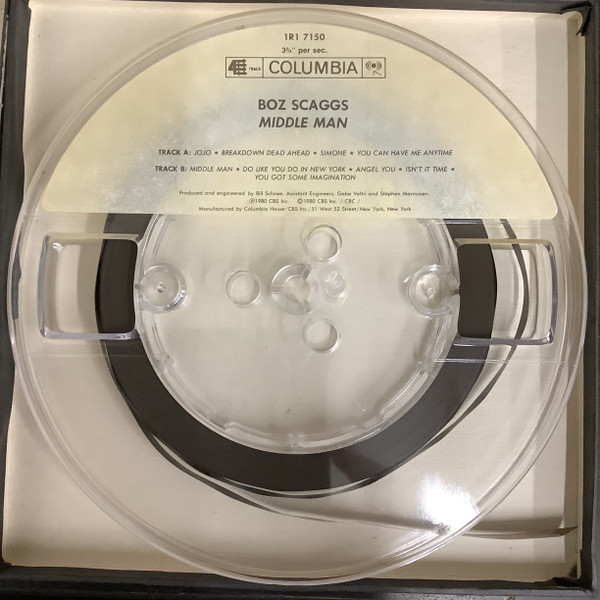 1R1 7150
3¾" per sec.
4 TRACK COLUMBIA
BOZ SCAGGS
MIDDLE MAN
TRACK A: JOJO ★ BREAKDOWN DEAD AHEAD ★ SIMONE ★ YOU CAN HAVE ME ANYTIME
TRACK B: MIDDLE MAN ★ DO LIKE YOU DO IN NEW YORK ★ ANGEL YOU ★ ISN'T IT TIME ★
YOU GOT SOME IMAGINATION
Produced and engineered by Bill Schnee. Assistant Engineers: Gabe Veltri and Stephen Marcussen.
Ⓟ1980 CBS Inc. ©1980 CBS Inc. / CRC /
Manufactured by Columbia House/CBS Inc./51 West 52 Street/New York, New York